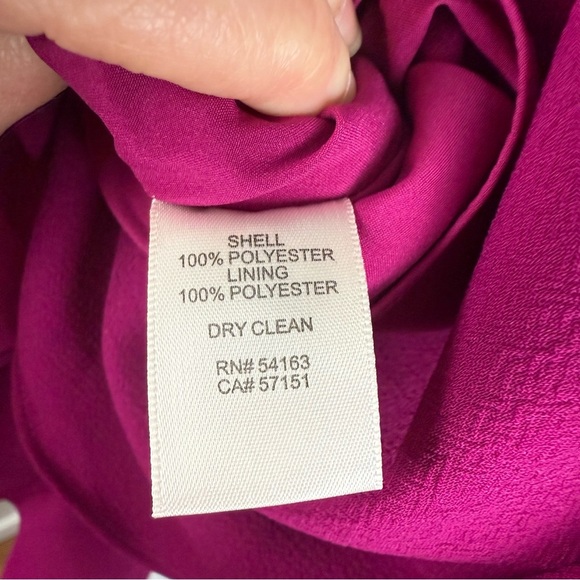 SHELL
100% POLYESTER
LINING
100% POLYESTER
DRY CLEAN
RN# 54163
CA# 57151